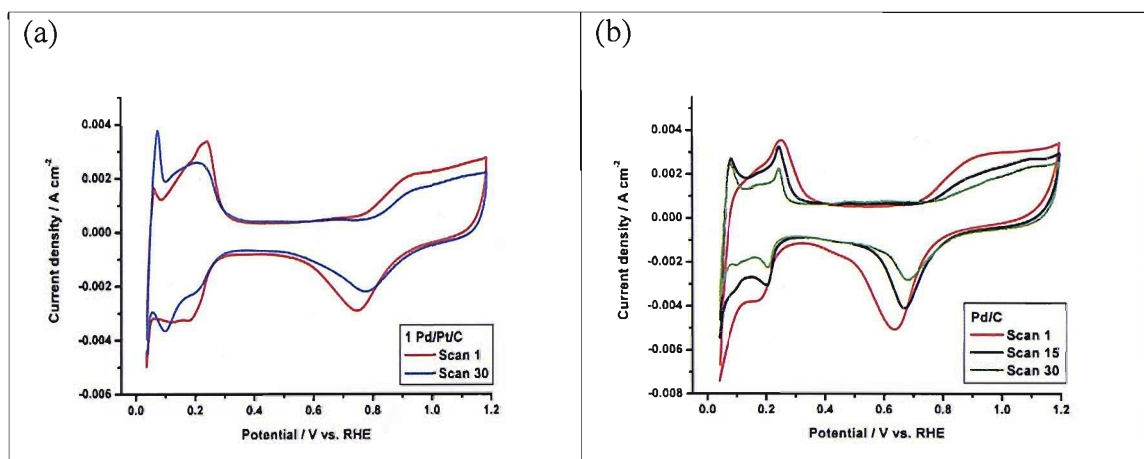 (a)
(b)
0.004
0.002
0.000
-0.002
-0.004
-0.006
Current density / A cm-2
0.0
0.2
0.4
0.6
0.8
1.0
1.2
Potential / V vs. RHE
1 Pd/Pt/C
Scan 1
Scan 30
0.004
0.002
0.000
-0.002
-0.004
-0.006
-0.008
Current density / A cm-2
0.0
0.2
0.4
0.6
0.8
1.0
1.2
Potential / V vs. RHE
Pd/C
Scan 1
Scan 15
Scan 30